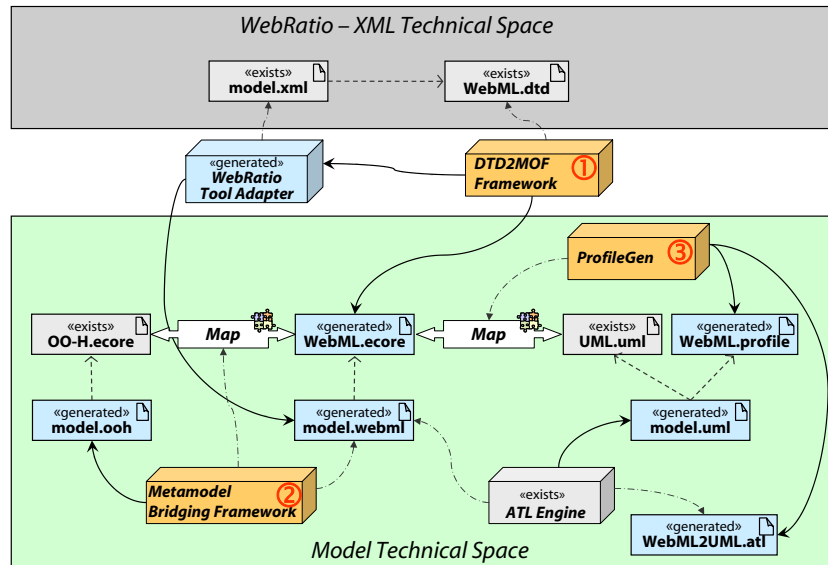 WebRatio – XML Technical Space
«exists»
model.xml
«exists»
WebML.dtd
«generated»
WebRatio
Tool Adapter
DTD2MOF
Framework
1
ProfileGen
3
«exists»
OO-H.ecore
Map
«generated»
WebML.ecore
Map
«exists»
UML.uml
«generated»
WebML.profile
«generated»
model.ooh
«generated»
model.webml
«generated»
model.uml
Metamodel
Bridging Framework
2
«exists»
ATL Engine
«generated»
WebML2UML.atl
Model Technical Space